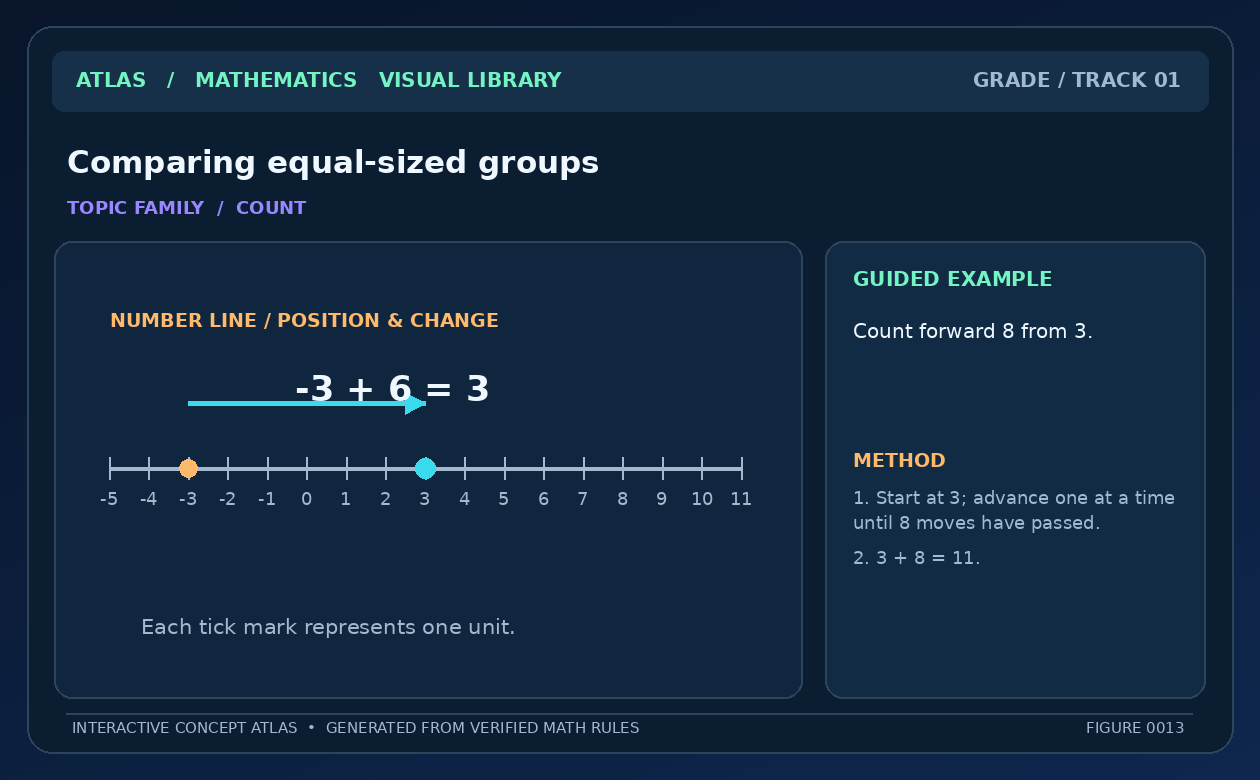 ATLAS / MATHEMATICS VISUAL LIBRARY
GRADE / TRACK 01
Comparing equal-sized groups
TOPIC FAMILY / COUNT
NUMBER LINE / POSITION & CHANGE
-3 + 6 = 3
-5 -4 -3 -2 -1 0 1 2 3 4 5 6 7 8 9 10 11
Each tick mark represents one unit.
GUIDED EXAMPLE
Count forward 8 from 3.
METHOD
1. Start at 3; advance one at a time
until 8 moves have passed.
2. 3 + 8 = 11.
INTERACTIVE CONCEPT ATLAS • GENERATED FROM VERIFIED MATH RULES
FIGURE 0013